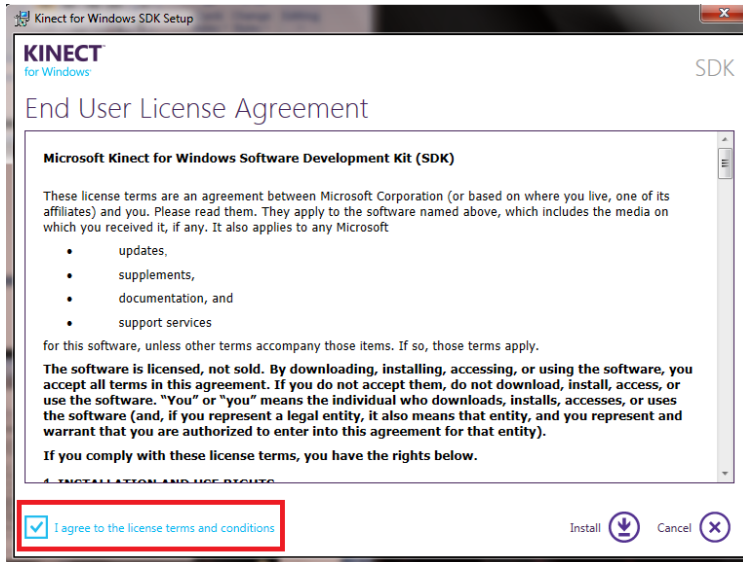 Kinect for Windows SDK Setup
KINECT
for Windows
SDK
End User License Agreement
Microsoft Kinect for Windows Software Development Kit (SDK)
These license terms are an agreement between Microsoft Corporation (or based on where you live, one of its
affiliates) and you. Please read them. They apply to the software named above, which includes the media on
which you received it, if any. It also applies to any Microsoft
• updates,
• supplements,
• documentation, and
• support services
for this software, unless other terms accompany those items. If so, those terms apply.
The software is licensed, not sold. By downloading, installing, accessing, or using the software, you
accept all terms in this agreement. If you do not accept them, do not download, install, access, or
use the software. “You” or “you” means the individual who downloads, installs, accesses, or uses
the software (and, if you represent a legal entity, it also means that entity, and you represent and
warrant that you are authorized to enter into this agreement for that entity).
If you comply with these license terms, you have the rights below.
1. INSTALLATION AND USE RIGHTS
I agree to the license terms and conditions
Install
Cancel